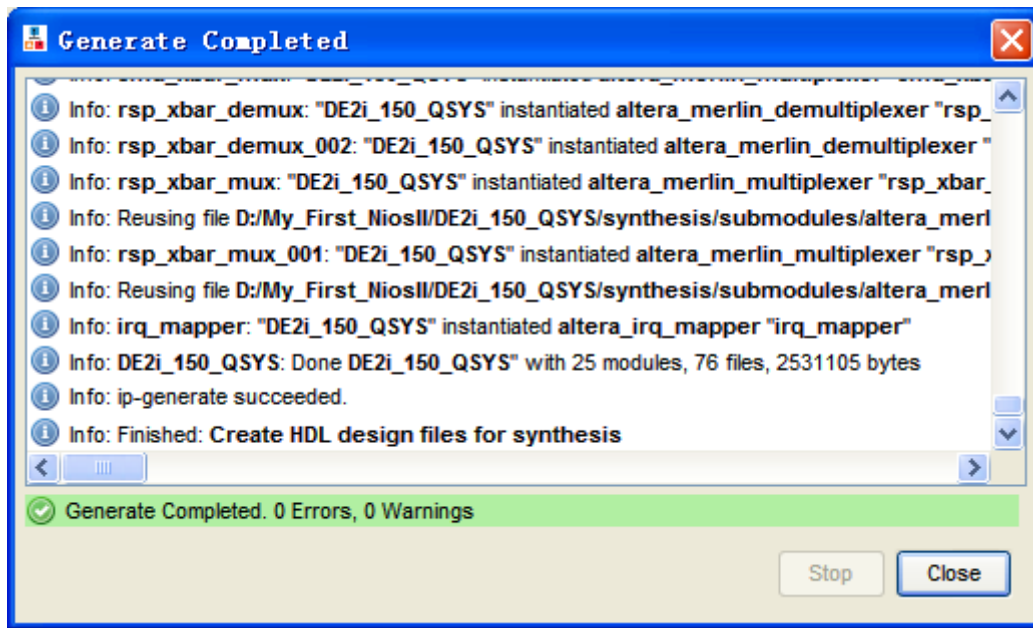 Generate Completed
Info: rsp_xbar_demux: "DE2i_150_QSYS" instantiated altera_merlin_demultiplexer "rsp_
Info: rsp_xbar_demux_002: "DE2i_150_QSYS" instantiated altera_merlin_demultiplexer "
Info: rsp_xbar_mux: "DE2i_150_QSYS" instantiated altera_merlin_multiplexer "rsp_xbar_
Info: Reusing file D:/My_First_NiosII/DE2i_150_QSYS/synthesis/submodules/altera_merl
Info: rsp_xbar_mux_001: "DE2i_150_QSYS" instantiated altera_merlin_multiplexer "rsp_x
Info: Reusing file D:/My_First_NiosII/DE2i_150_QSYS/synthesis/submodules/altera_merl
Info: irq_mapper: "DE2i_150_QSYS" instantiated altera_irq_mapper "irq_mapper"
Info: DE2i_150_QSYS: Done DE2i_150_QSYS" with 25 modules, 76 files, 2531105 bytes
Info: ip-generate succeeded.
Info: Finished: Create HDL design files for synthesis
Generate Completed. 0 Errors, 0 Warnings
Stop
Close